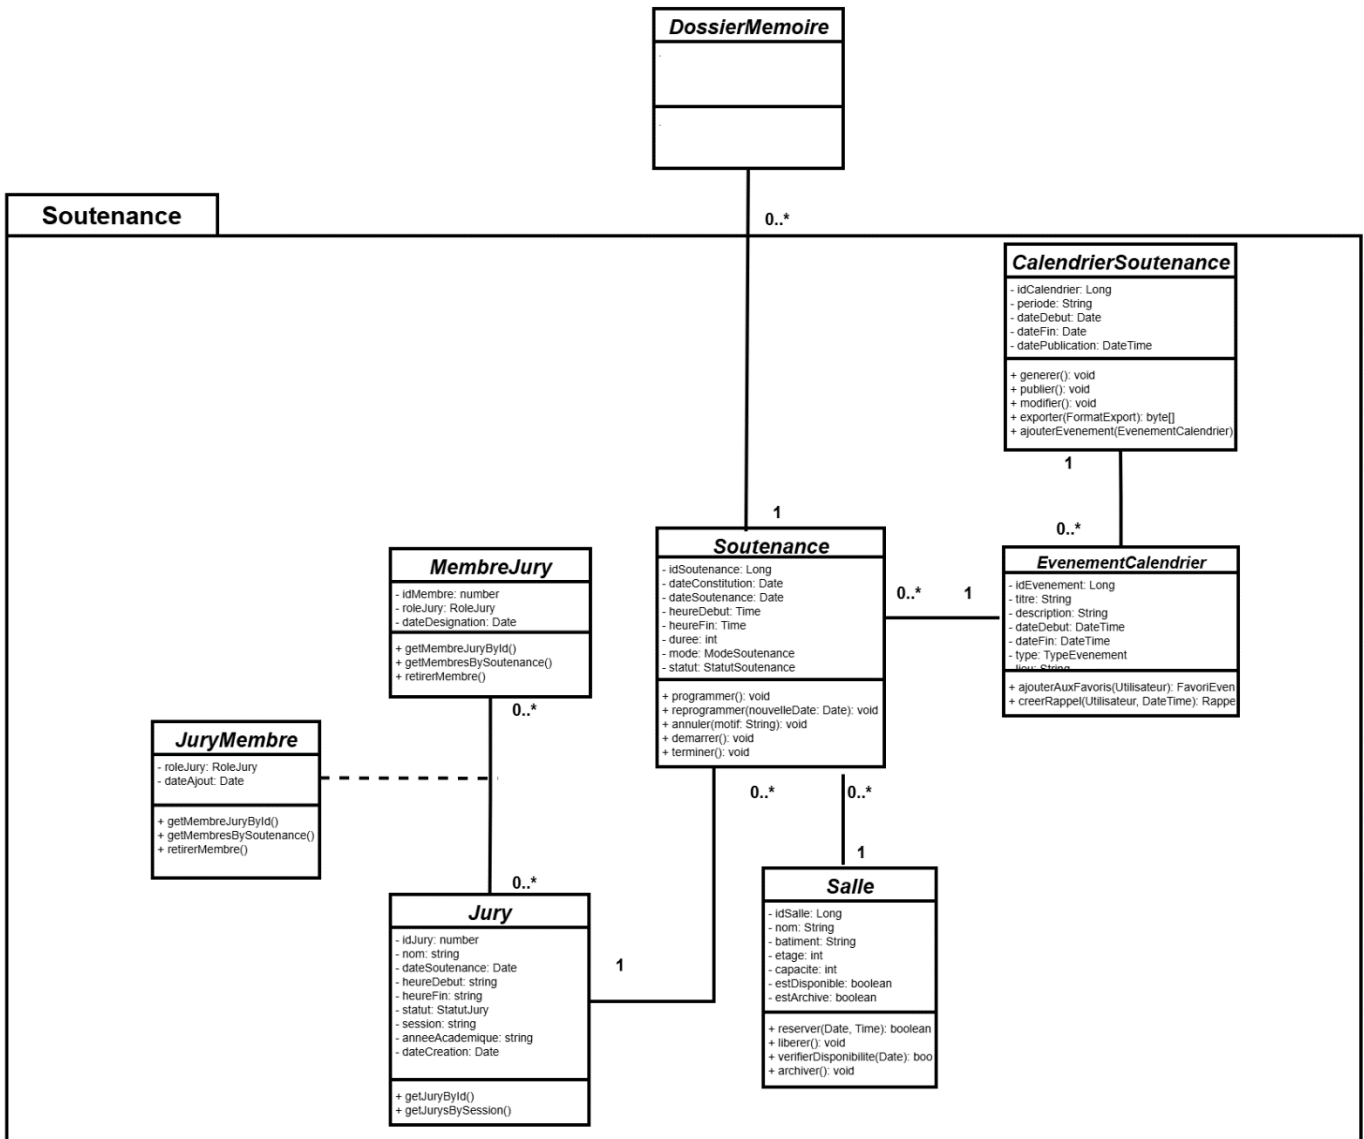 DossierMemoire
0..*
Soutenance
CalendrierSoutenance
- idCalendrier: Long
- periode: String
- dateDebut: Date
- dateFin: Date
- datePublication: DateTime
+ generer(): void
+ publier(): void
+ modifier(): void
+ exporter(FormatExport): byte[]
+ ajouterEvenement(EvenementCalendrier)
1
0..*
1
Soutenance
- idSoutenance: Long
- dateConstitution: Date
- dateSoutenance: Date
- heureDebut: Time
- heureFin: Time
- duree: int
- mode: ModeSoutenance
- statut: StatutSoutenance
+ programmer(): void
+ reprogrammer(nouvelleDate: Date): void
+ annuler(motif: String): void
+ demarrer(): void
+ terminer(): void
0..*
1
EvenementCalendrier
- idEvenement: Long
- titre: String
- description: String
- dateDebut: DateTime
- dateFin: DateTime
- type: TypeEvenement
- lieu: String
+ ajouterAuxFavoris(Utilisateur): FavoriEven
+ creerRappel(Utilisateur, DateTime): Rappe
MembreJury
- idMembre: number
- roleJury: RoleJury
- dateDesignation: Date
+ getMembreJuryById()
+ getMembresBySoutenance()
+ retirerMembre()
0..*
JuryMembre
- roleJury: RoleJury
- dateAjout: Date
+ getMembreJuryById()
+ getMembresBySoutenance()
+ retirerMembre()
0..*
0..*
1
0..*
Jury
- idJury: number
- nom: string
- dateSoutenance: Date
- heureDebut: string
- heureFin: string
- statut: StatutJury
- session: string
- anneeAcademique: string
- dateCreation: Date
+ getJuryById()
+ getJurysBySession()
1
Salle
- idSalle: Long
- nom: String
- batiment: String
- etage: int
- capacite: int
- estDisponible: boolean
- estArchive: boolean
+ reserver(Date, Time): boolean
+ liberer(): void
+ verifierDisponibilite(Date): boo
+ archiver(): void